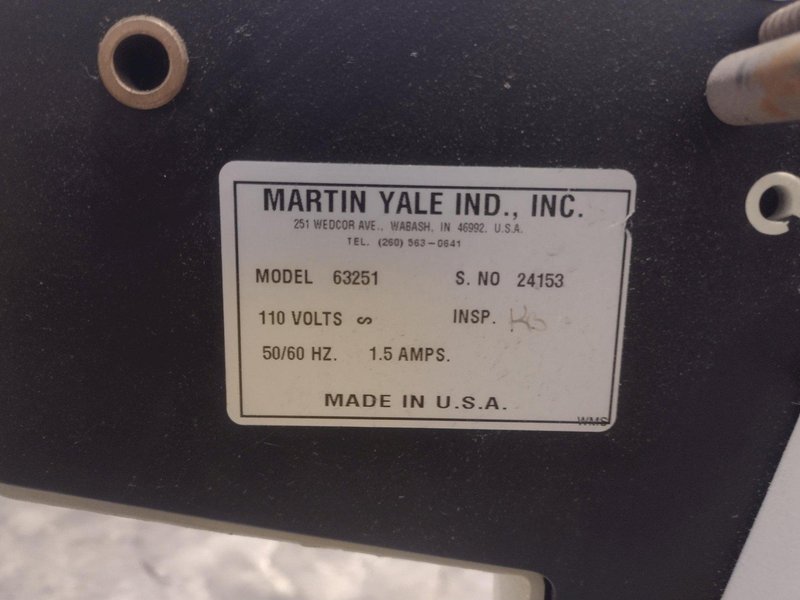 MARTIN YALE IND., INC.
251 WEDCOR AVE., WABASH, IN 46992. U.S.A.
TEL. (260) 563-0641
MODEL 63251 S. NO 24153
110 VOLTS INSP.
50/60 HZ. 1.5 AMPS.
MADE IN U.S.A.
WMS